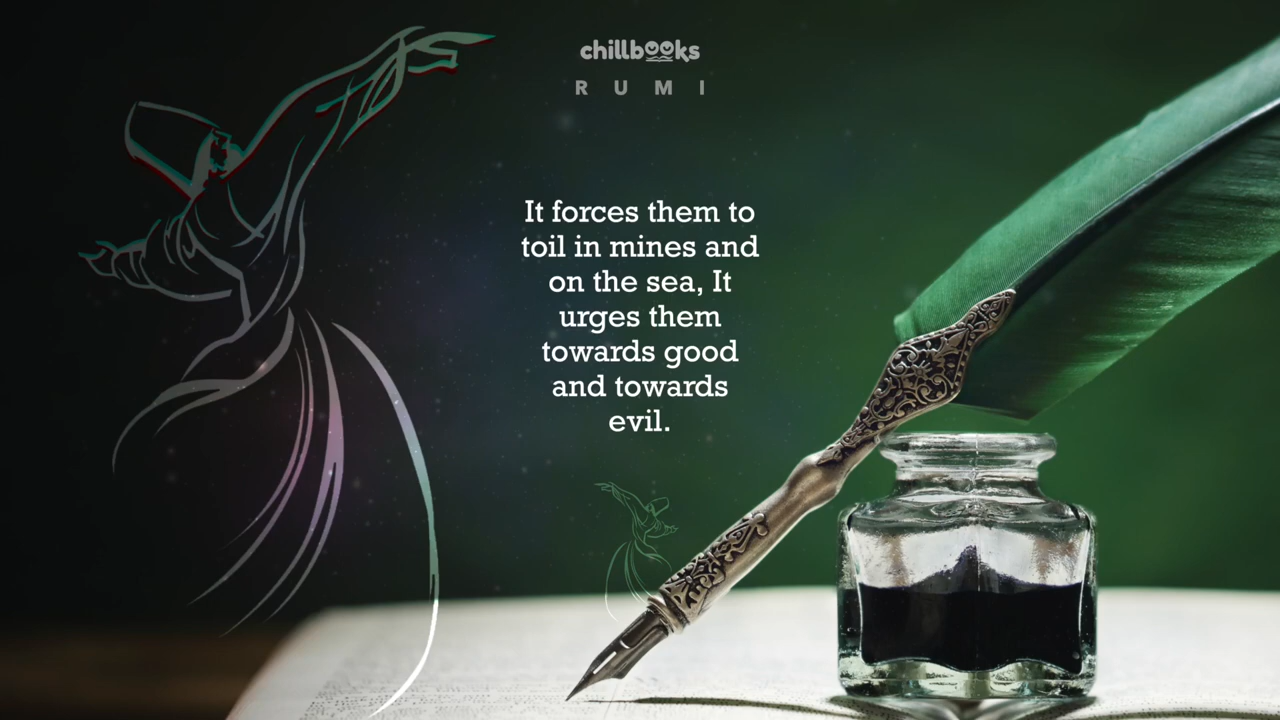 chillbooks
RUMI
It forces them to
toil in mines and
on the sea, It
urges them
towards good
and towards
evil.